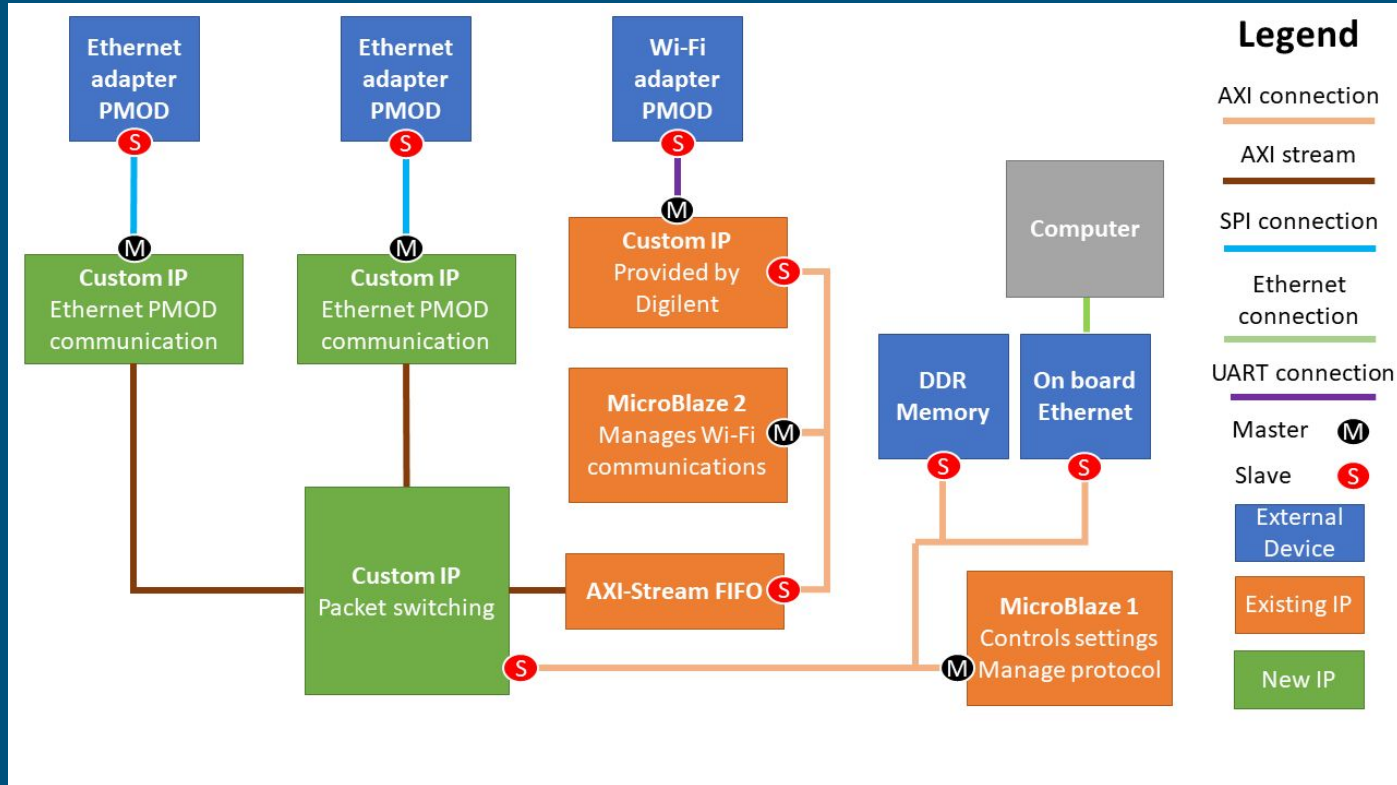 Ethernet
adapter
PMOD
S
M
Custom IP
Ethernet PMOD
communication
Ethernet
adapter
PMOD
S
M
Custom IP
Ethernet PMOD
communication
Wi-Fi
adapter
PMOD
S
M
Custom IP
Provided by
Digilent
S
MicroBlaze 2
Manages Wi-Fi
communications
M
AXI-Stream FIFO
S
Custom IP
Packet switching
S
Computer
DDR
Memory
S
On board
Ethernet
S
MicroBlaze 1
Controls settings
Manage protocol
M
Legend
AXI connection
AXI stream
SPI connection
Ethernet
connection
UART connection
Master M
Slave S
External
Device
Existing IP
New IP